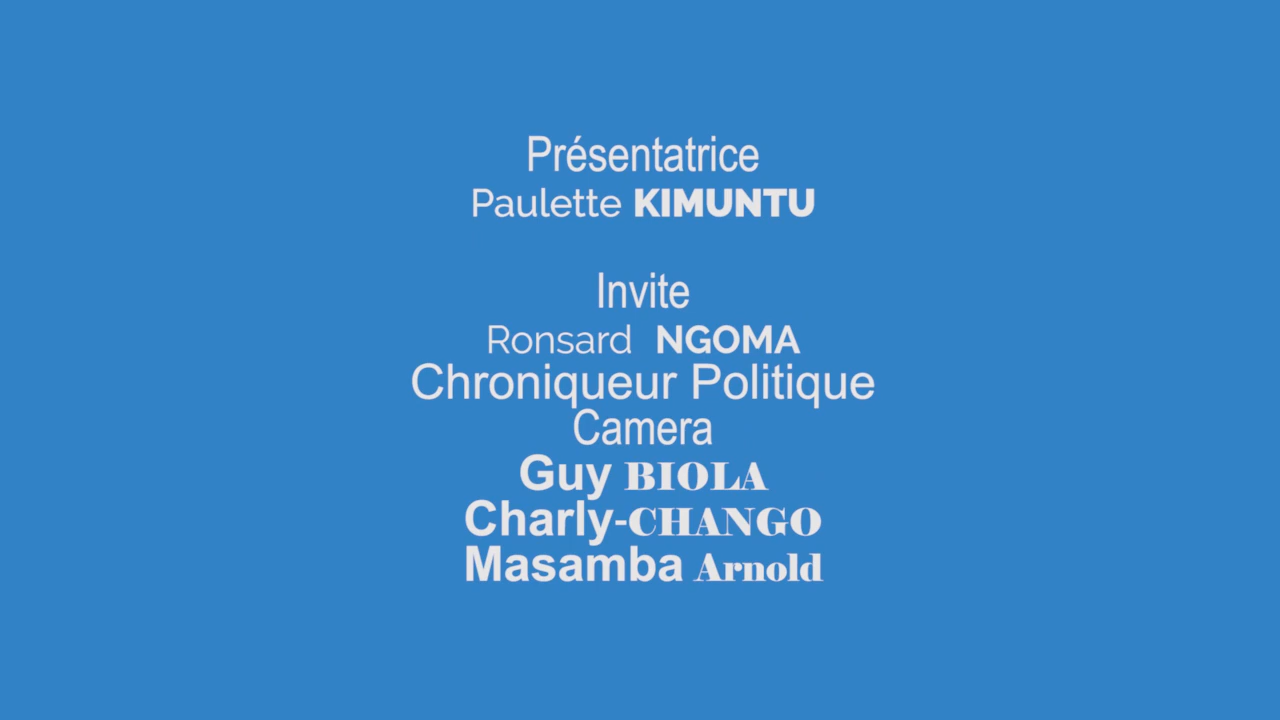 Présentatrice
Paulette KIMUNTU
Invite
Ronsard NGOMA
Chroniqueur Politique
Camera
Guy BIOLA
Charly-CHANGO
Masamba Arnold